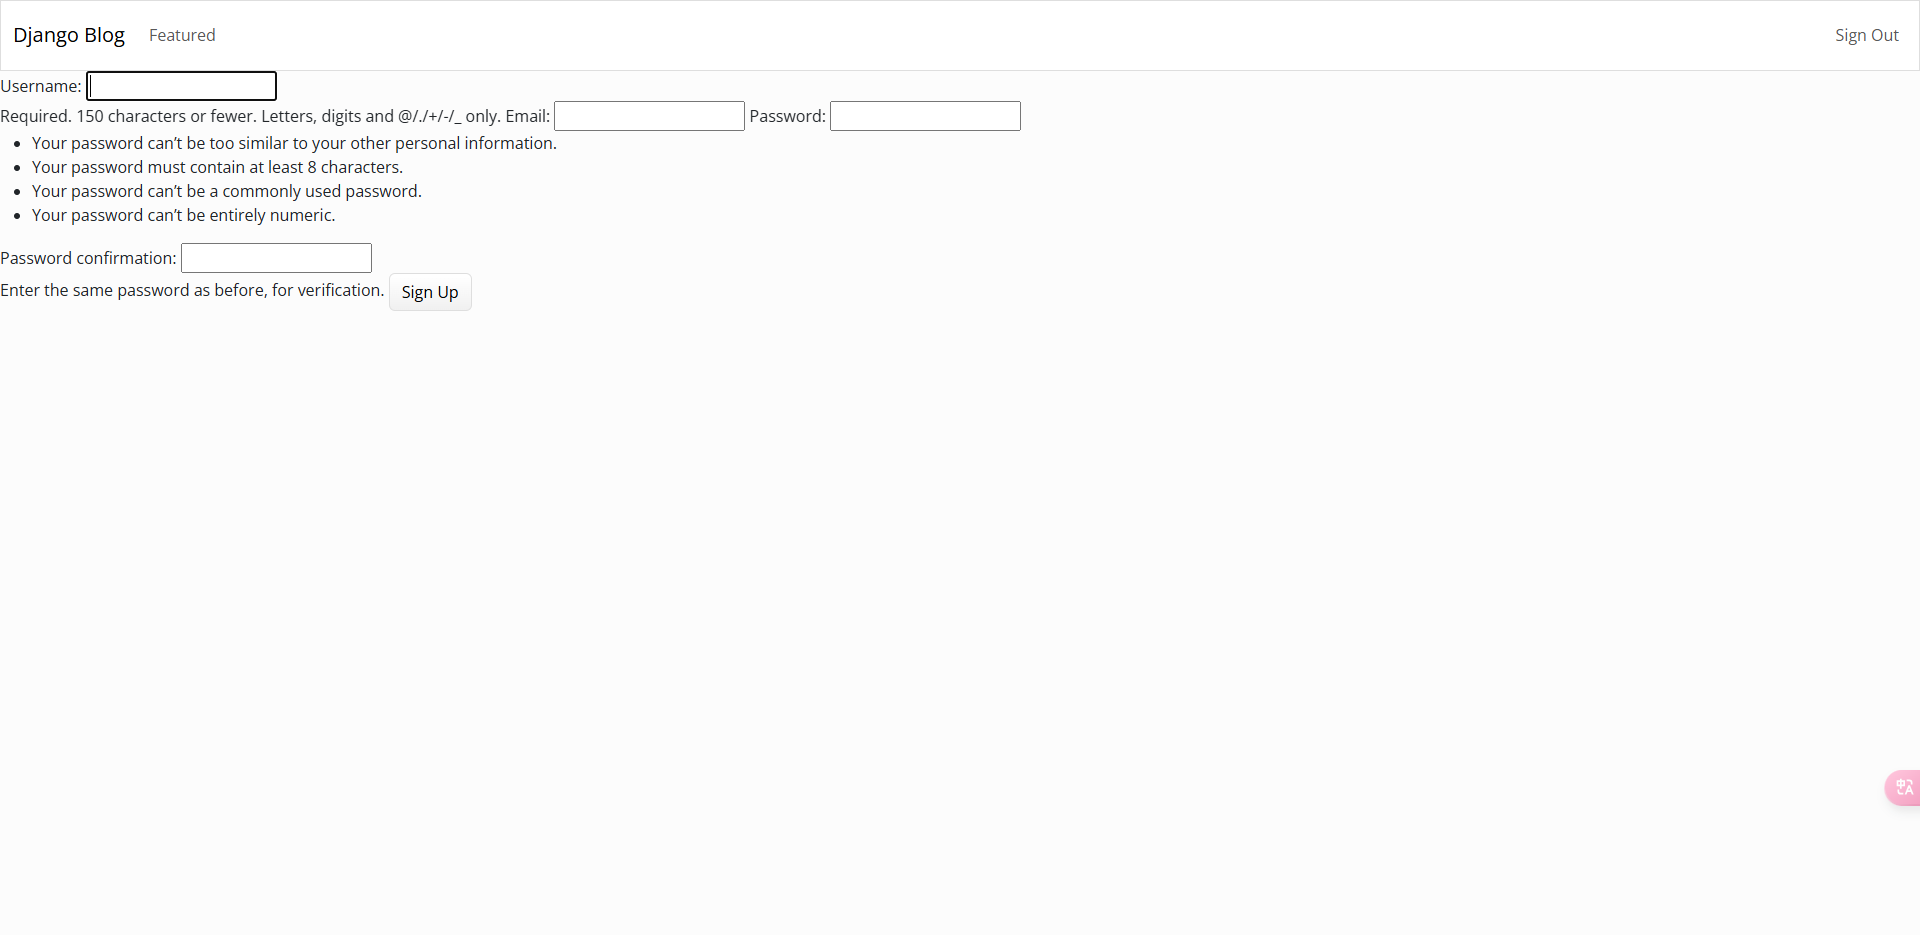 Django Blog Featured Sign Out
Username:
Required. 150 characters or fewer. Letters, digits and @/./+/-/_ only. Email: Password:
Your password can’t be too similar to your other personal information.
Your password must contain at least 8 characters.
Your password can’t be a commonly used password.
Your password can’t be entirely numeric.
Password confirmation:
Enter the same password as before, for verification. Sign Up
中A